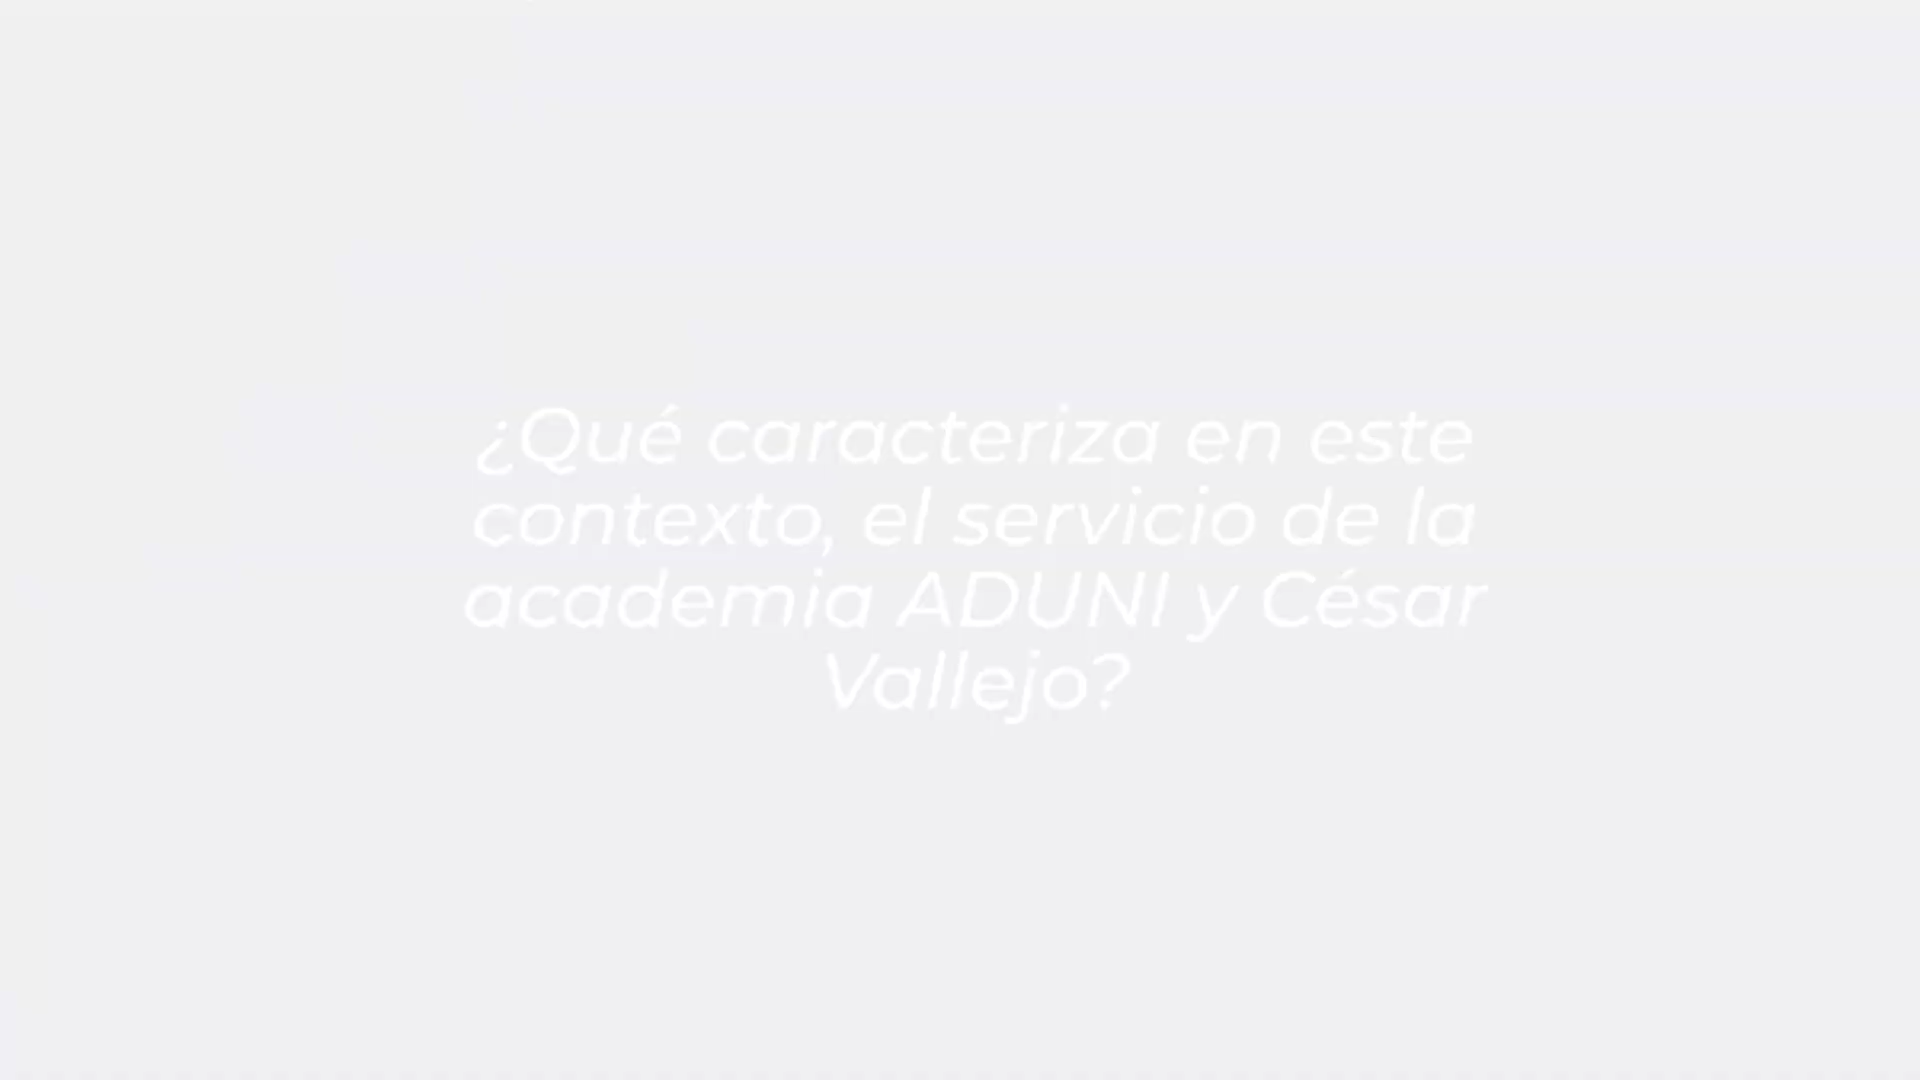 ¿Qué caracteriza en este
contexto, el servicio de la
academia ADUNI y César
Vallejo?